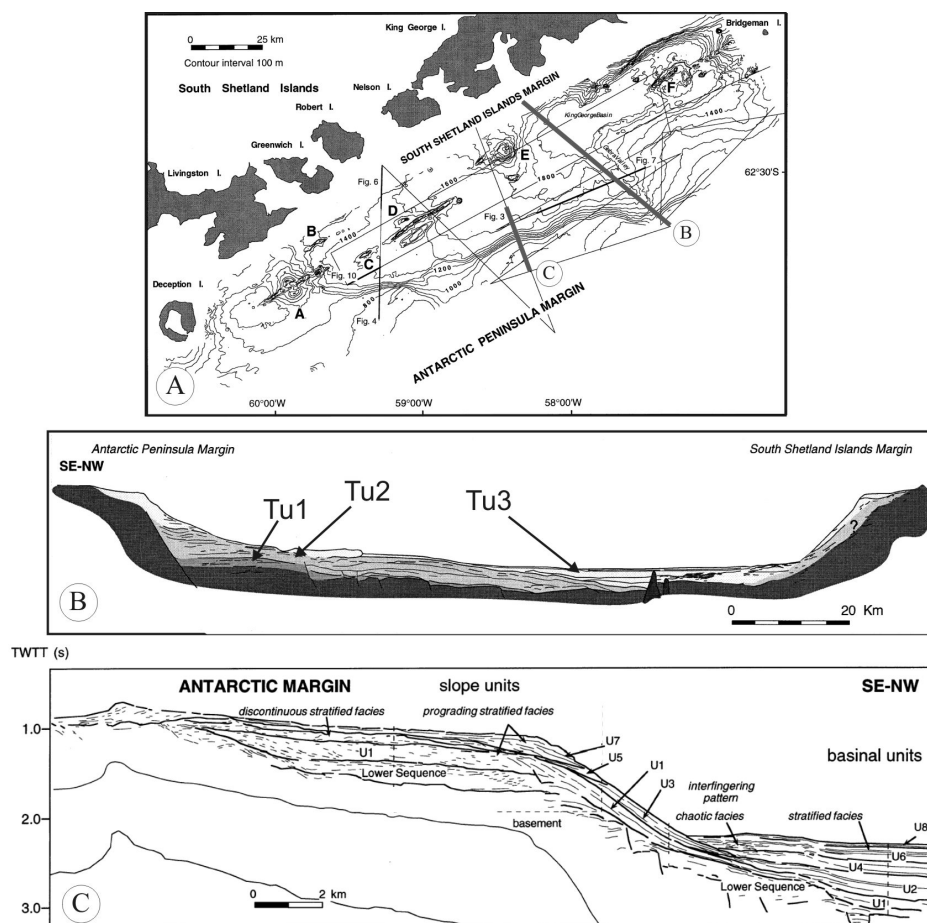 King George I.
Bridgeman I.
0 25 km
Contour interval 100 m
South Shetland Islands
Nelson I.
Robert I.
Greenwich I.
Livingston I.
Deception I.
SOUTH SHETLAND ISLANDS MARGIN
KingGeorgeBasin
Gebra Valley
F
1400
62°30'S
E
1800
Fig. 7
Fig. 6
1600
D
B
1400
Fig. 3
B
C
Fig. 10
1200
C
1000
800
A
Fig. 4
ANTARCTIC PENINSULA MARGIN
A
60°00'W
59°00'W
58°00'W
Antarctic Peninsula Margin
South Shetland Islands Margin
SE-NW
Tu1
Tu2
Tu3
?
B
0 20 Km
TWTT (s)
ANTARCTIC MARGIN
slope units
SE-NW
discontinuous stratified facies
prograding stratified facies
1.0
U7
basinal units
U1
U5
U1
Lower Sequence
U3
interfingering
pattern
chaotic facies
stratified facies
U8
2.0
basement
U6
U4
Lower Sequence
U2
U1
0 2 km
C
3.0